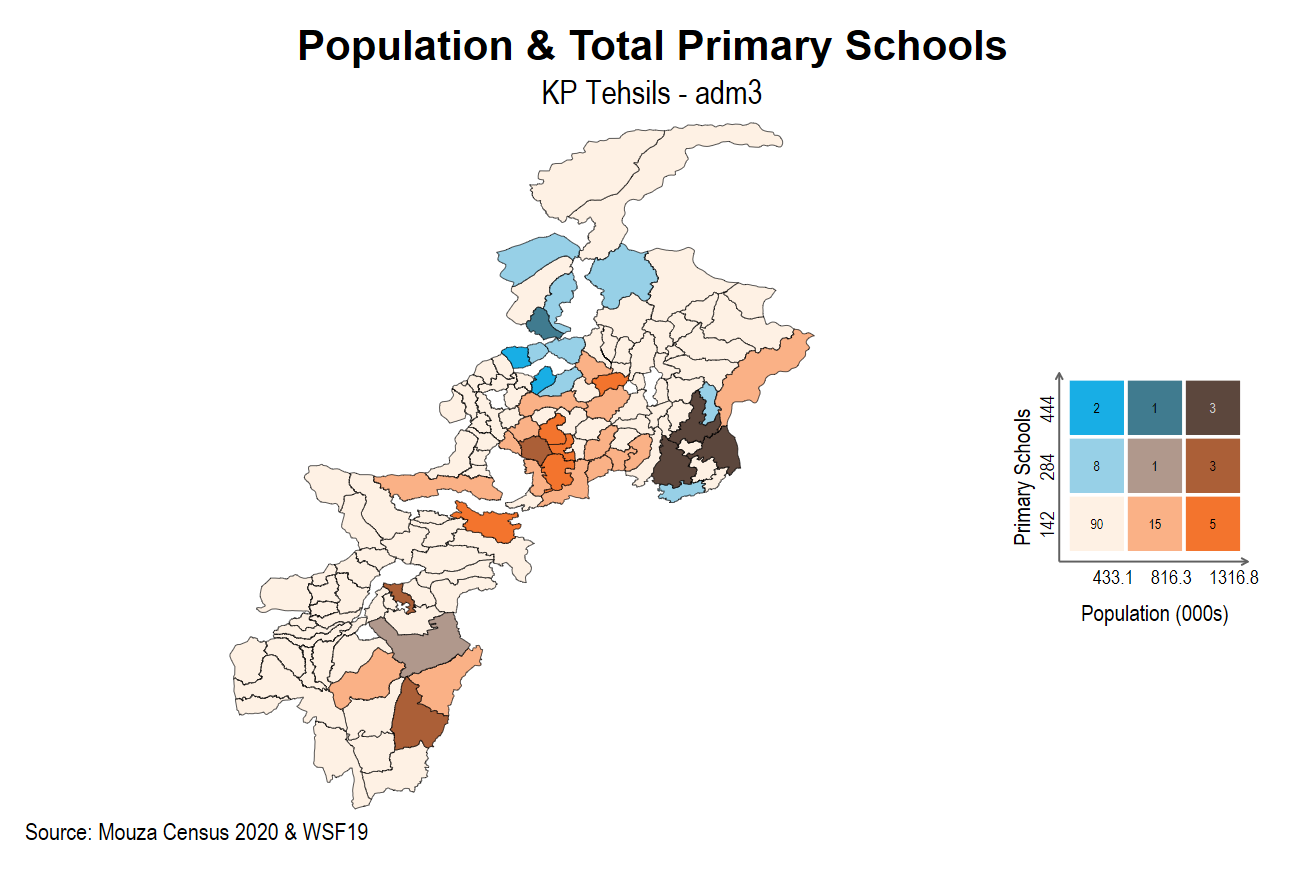 Population & Total Primary Schools
KP Tehsils - adm3
Primary Schools
444
284
142
2 1 3
8 1 3
90 15 5
433.1 816.3 1316.8
Population (000s)
Source: Mouza Census 2020 & WSF19